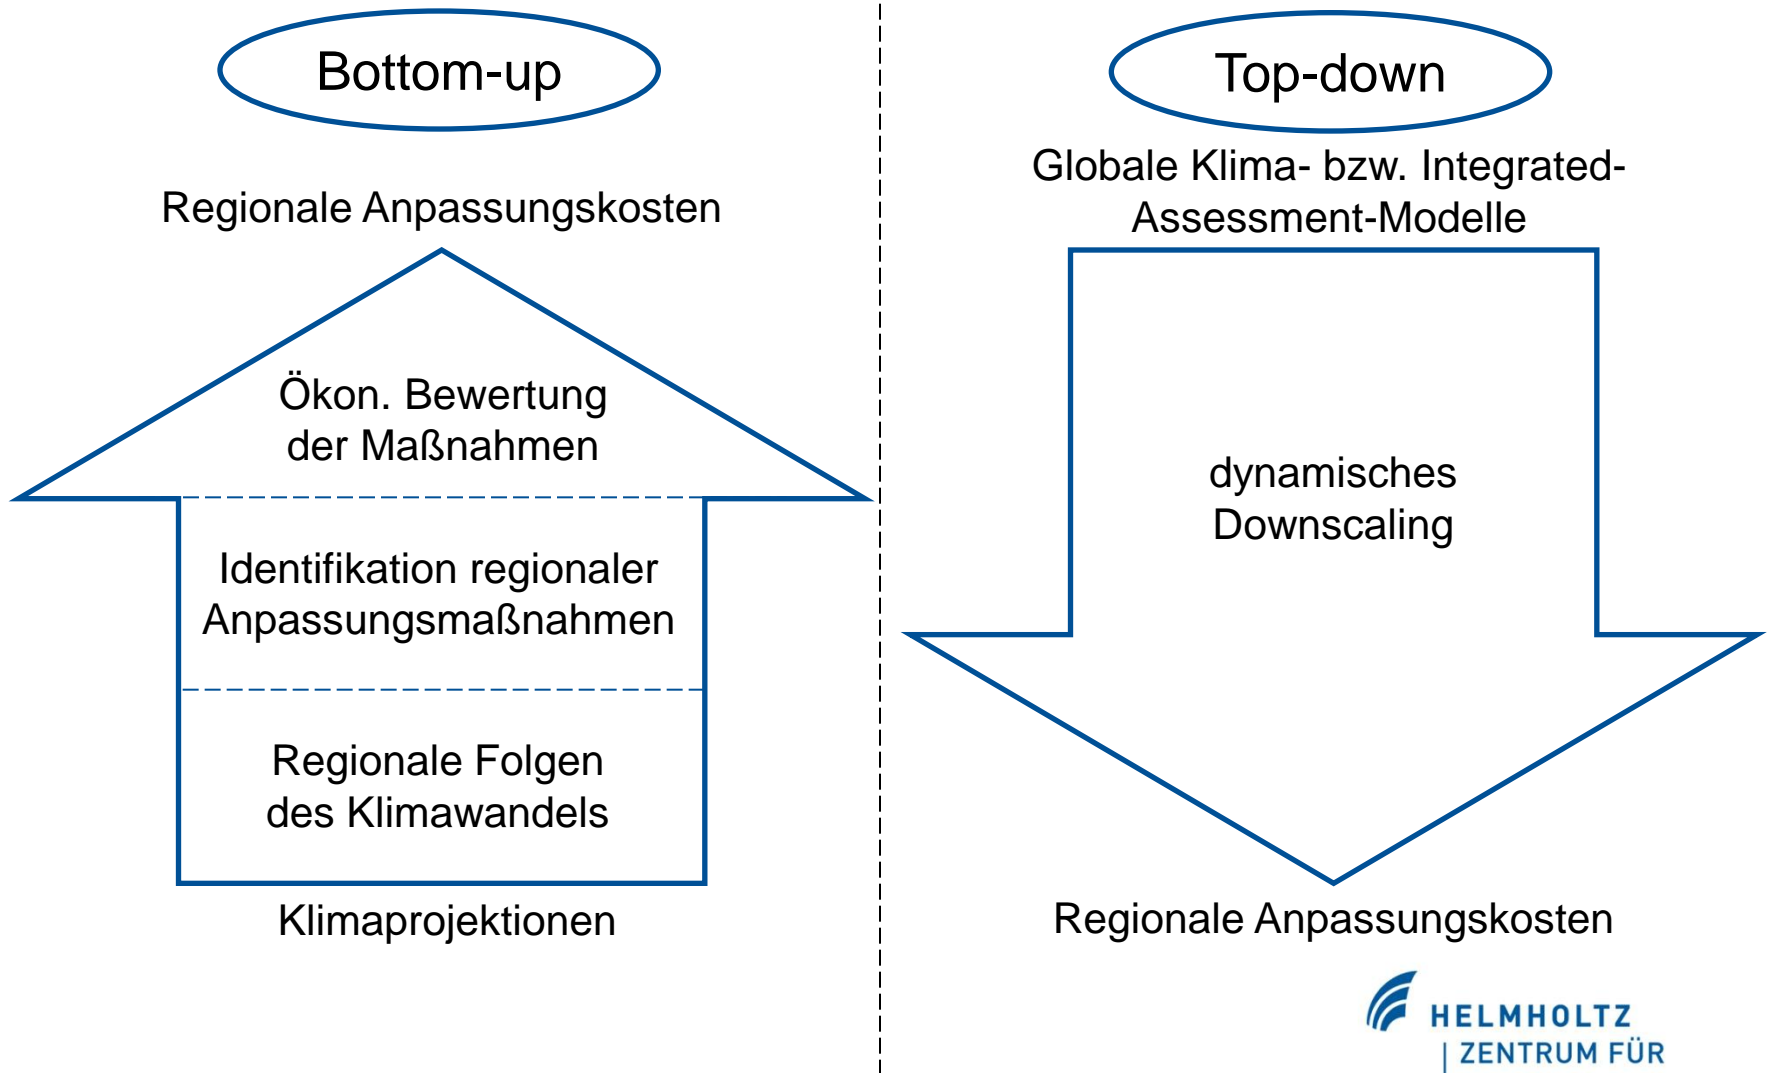 Bottom-up
Regionale Anpassungskosten
Ökon. Bewertung
der Maßnahmen
Identifikation regionaler
Anpassungsmaßnahmen
Regionale Folgen
des Klimawandels
Klimaprojektionen
Top-down
Globale Klima- bzw. Integrated-
Assessment-Modelle
dynamisches
Downscaling
Regionale Anpassungskosten
HELMHOLTZ
| ZENTRUM FÜR